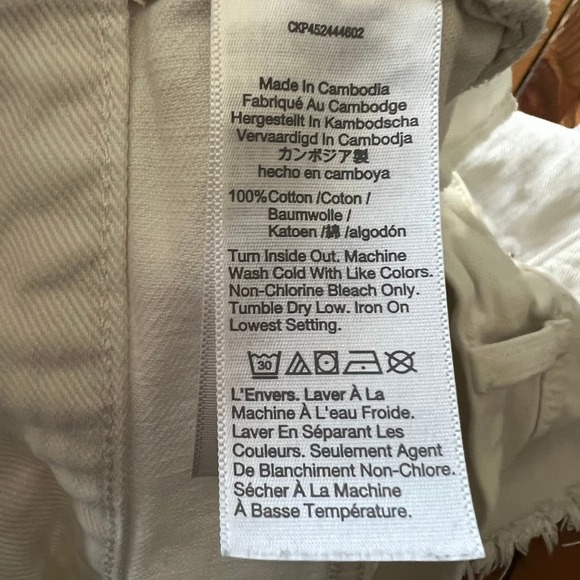 CKP452444802
Made In Cambodia
Fabriqué Au Cambodge
Hergestellt In Kambodscha
Vervaardigd In Cambodja
カンボジア製
hecho en camboya
100%Cotton /Coton /
Baumwolle /
Katoen /綿 /algodón
Turn Inside Out. Machine
Wash Cold With Like Colors.
Non-Chlorine Bleach Only.
Tumble Dry Low. Iron On
Lowest Setting.
30
L'Envers. Laver À La
Machine À L'eau Froide.
Laver En Séparant Les
Couleurs. Seulement Agent
De Blanchiment Non-Chlore.
Sécher À La Machine
À Basse Température.